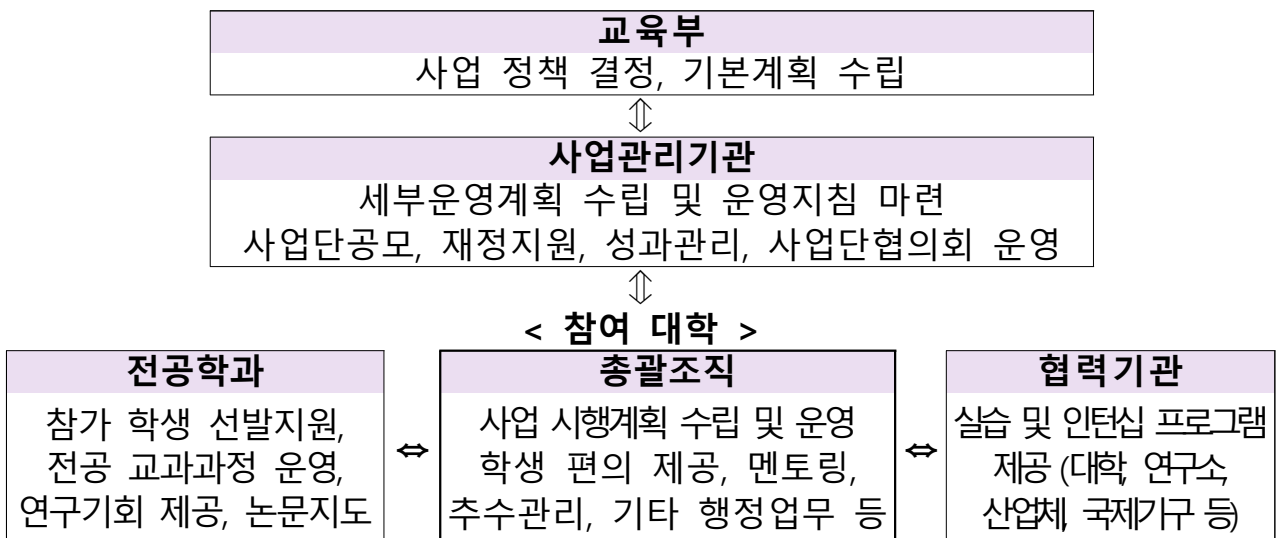 교육부
사업 정책 결정, 기본계획 수립
⇕
사업관리기관
세부운영계획 수립 및 운영지침 마련
사업단공모, 재정지원, 성과관리, 사업단협의회 운영
⇕
< 참여 대학 >
전공학과
참가 학생 선발지원,
전공 교과과정 운영,
연구기회 제공, 논문지도
⇔
총괄조직
사업 시행계획 수립 및 운영
학생 편의 제공, 멘토링,
추수관리, 기타 행정업무 등
⇔
협력기관
실습 및 인턴십 프로그램
제공 (대학, 연구소,
산업체, 국제기구 등)